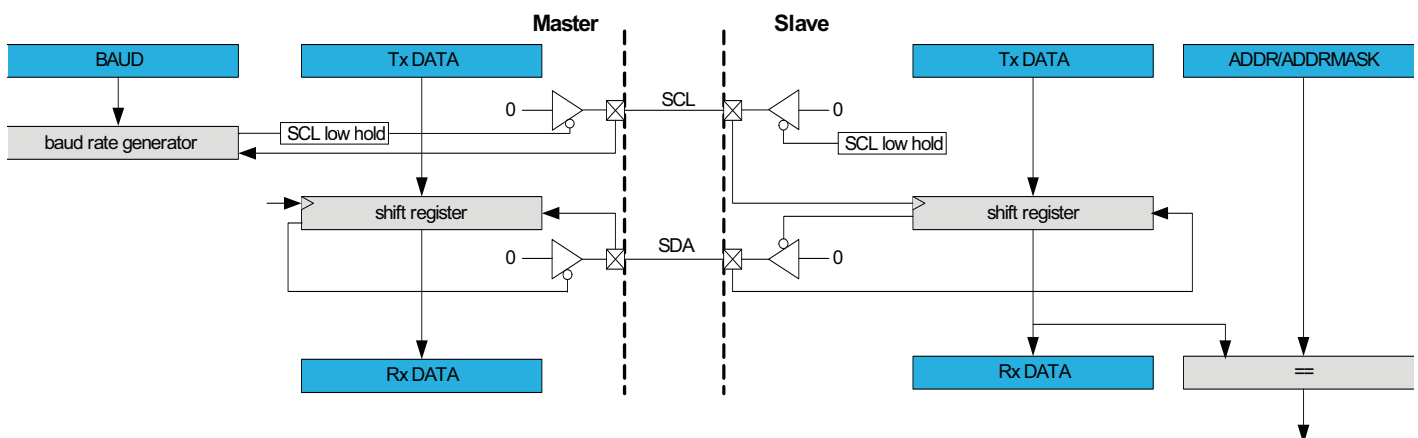 Master Slave
BAUD Tx DATA Tx DATA ADDR/ADDRMASK
0 SCL 0
baud rate generator SCL low hold SCL low hold
shift register shift register
0 SDA 0
Rx DATA Rx DATA ==